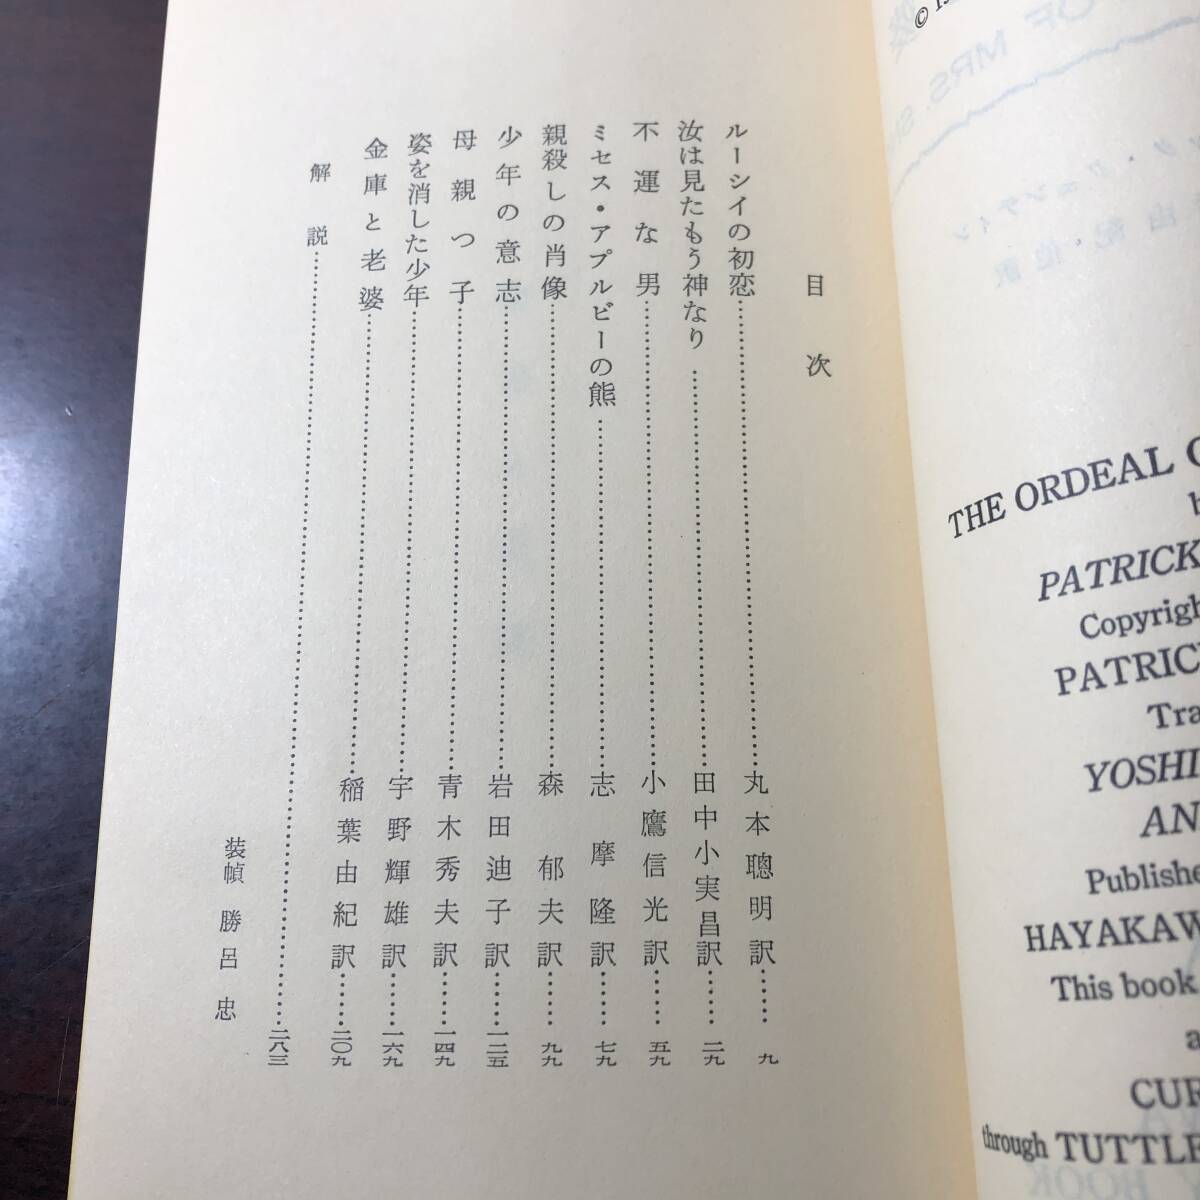 目次
ルーシイの初恋……丸本聰明訳……九
汝は見たもう神なり……田中小実昌訳……二九
不運な男……小鷹信光訳……五九
ミセス・アプルビーの熊……志摩隆訳……七九
親殺しの肖像……森郁夫訳……九九
少年の意志……岩田迪子訳……一二五
母親っ子……青木秀夫訳……一四九
姿を消した少年……宇野輝雄訳……一六九
金庫と老婆……稲葉由紀訳……二〇九
解説……二八三
装幀 勝呂忠
©
THE ORDEAL
PATRICK
Copyrigh
PATRIC
Tra
YOSHI
AN
Publishe
HAYAKAW
This book
a
CUR
through TUTTLE